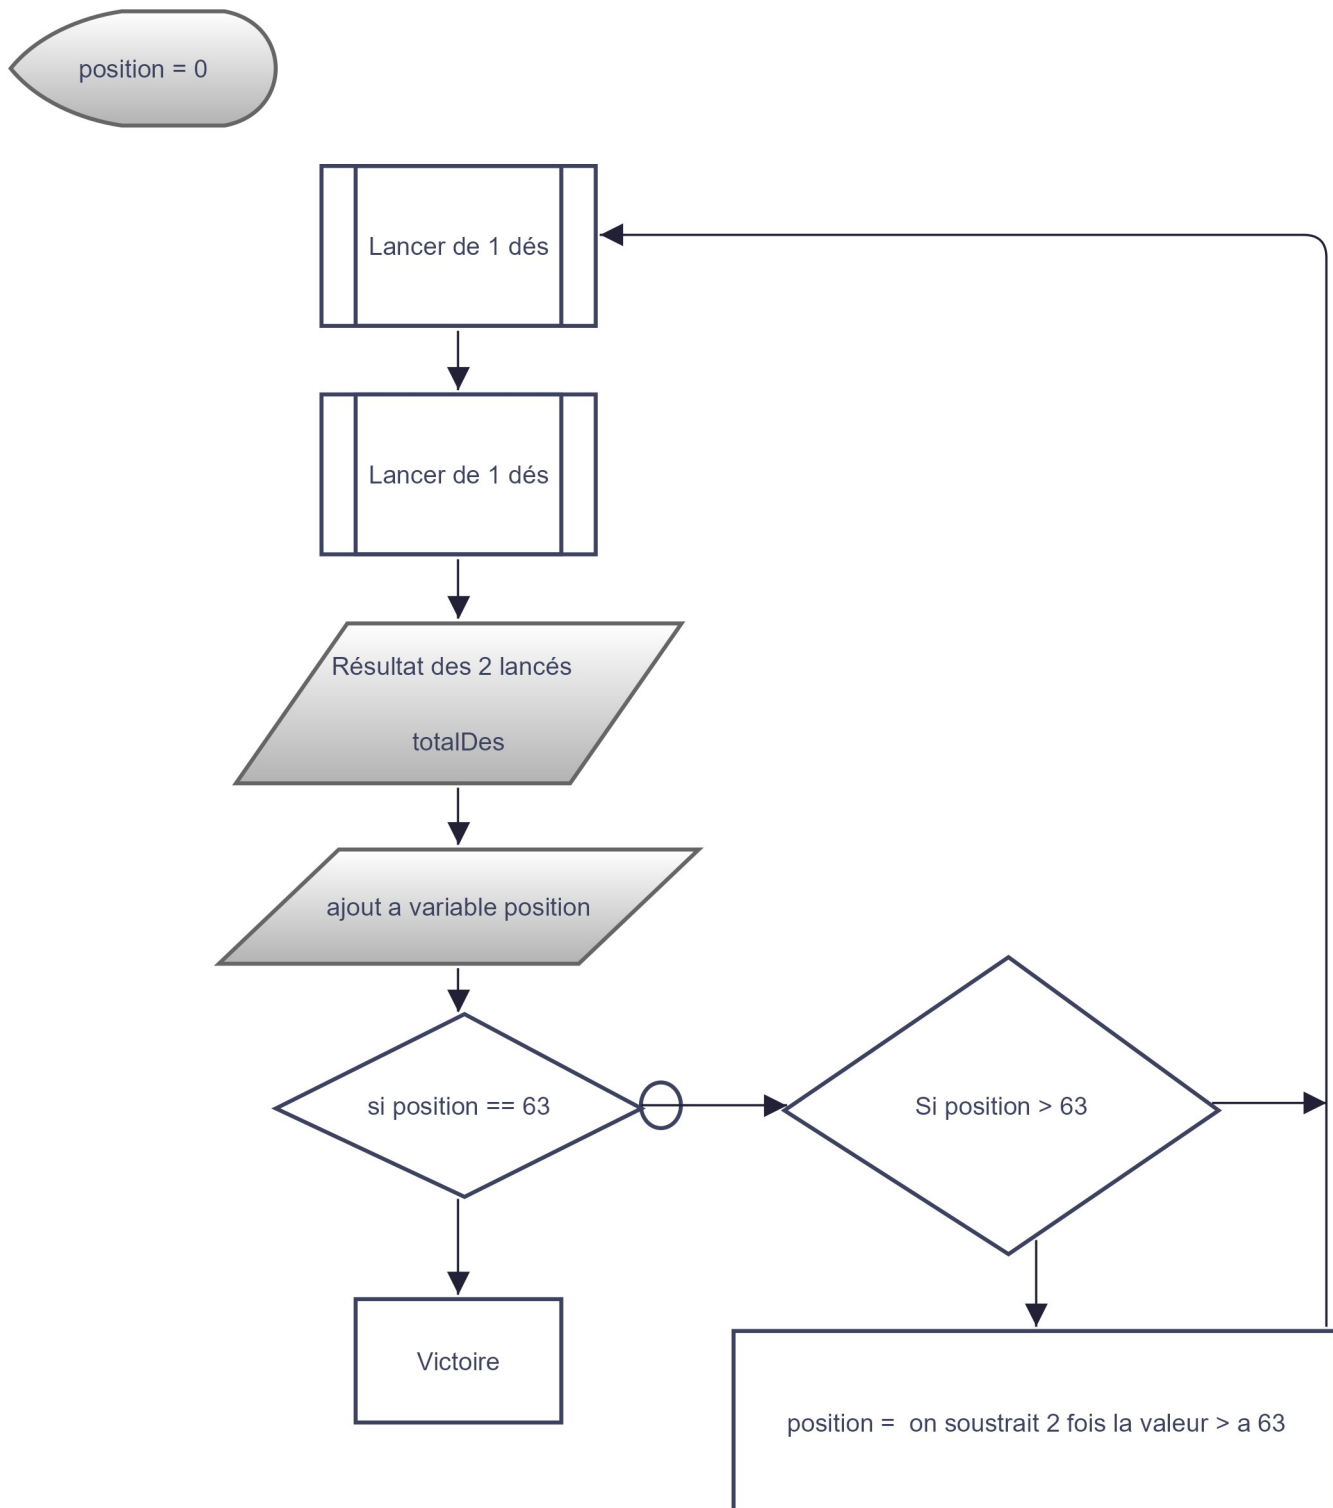 position = 0
Lancer de 1 dés
Lancer de 1 dés
Résultat des 2 lancés
totalDes
ajout a variable position
si position == 63
Si position > 63
Victoire
position =  on soustrait 2 fois la valeur > a 63